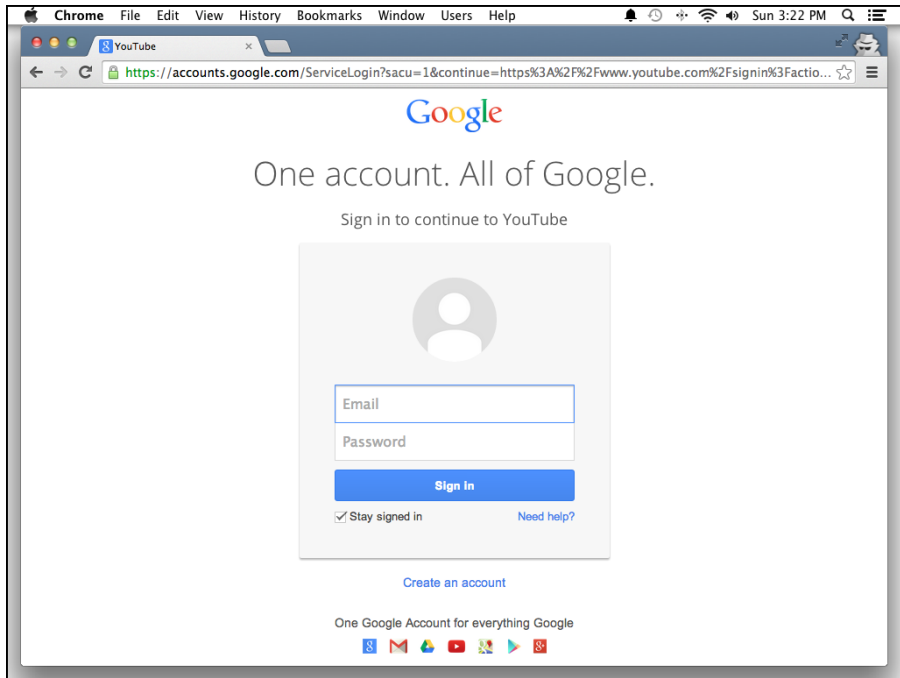 Chrome File Edit View History Bookmarks Window Users Help Sun 3:22 PM
8 YouTube ×
https://accounts.google.com/ServiceLogin?sacu=1&continue=https%3A%2F%2Fwww.youtube.com%2Fsignin%3Factio...
Google
One account. All of Google.
Sign in to continue to YouTube
Email
Password
Sign in
Stay signed in Need help?
Create an account
One Google Account for everything Google